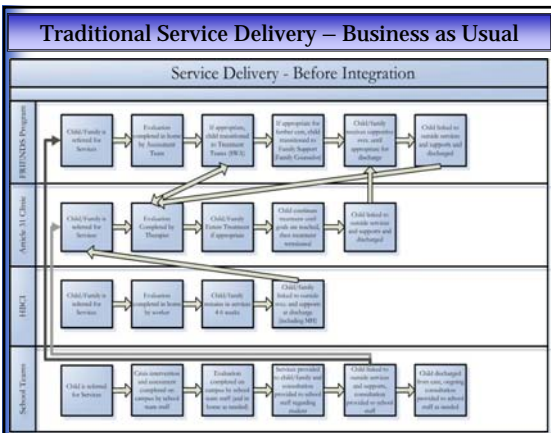 Traditional Service Delivery – Business as Usual
Service Delivery - Before Integration
FRIENDS Program
Child/Family is
referred for
Services
Evaluation
completed in home
by Assessment
Team
If appropriate,
child transitioned
to Treatment
Teams
If appropriate for
further care, child
transitioned to
Family Support
Family Counselor
Child/family
receives supportive
svcs. until
appropriate for
discharge
Child linked to
outside services
and supports and
discharged
Article 31 Clinic
Child/Family is
referred for
Services
Evaluation
Completed by
Therapist
Child/Family
Enters Treatment
if appropriate
Child continues
treatment until
goals are reached,
then treatment
terminated
Child linked to
outside services
and supports and
discharged
HBCI
Child/Family is
referred for
Services
Evaluation
completed in home
by worker
Child/family
remains in services
4-6 weeks
Child/family
linked to outside
svcs. and supports
at discharge
(including MH)
School Teams
Child is referred
for Services
Crisis intervention
and assessment
completed on
campus by school
team staff
Evaluation
completed on
campus by school
team staff (and in
home as needed)
Services provided
to child/family and
consultation
provided to school
staff regarding
student
Child linked to
outside services
and supports,
consultation
provided to school
staff
Child discharged
from care, ongoing
consultation
provided to school
staff as needed